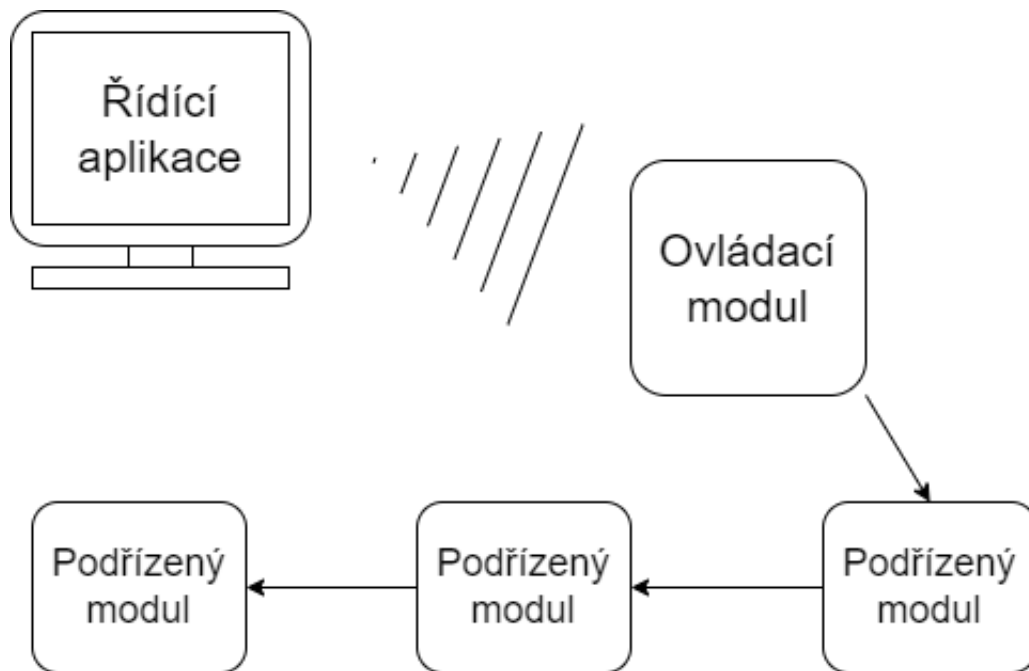 Řídící
aplikace
Ovládací
modul
Podřízený
modul
Podřízený
modul
Podřízený
modul